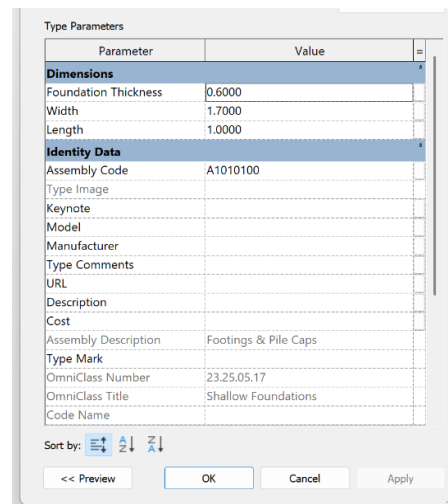 Type Parameters
Parameter Value =
Dimensions
Foundation Thickness 0.6000
Width 1.7000
Length 1.0000
Identity Data
Assembly Code A1010100
Type Image
Keynote
Model
Manufacturer
Type Comments
URL
Description
Cost
Assembly Description Footings & Pile Caps
Type Mark
OmniClass Number 23.25.05.17
OmniClass Title Shallow Foundations
Code Name
Sort by:
<< Preview OK Cancel Apply